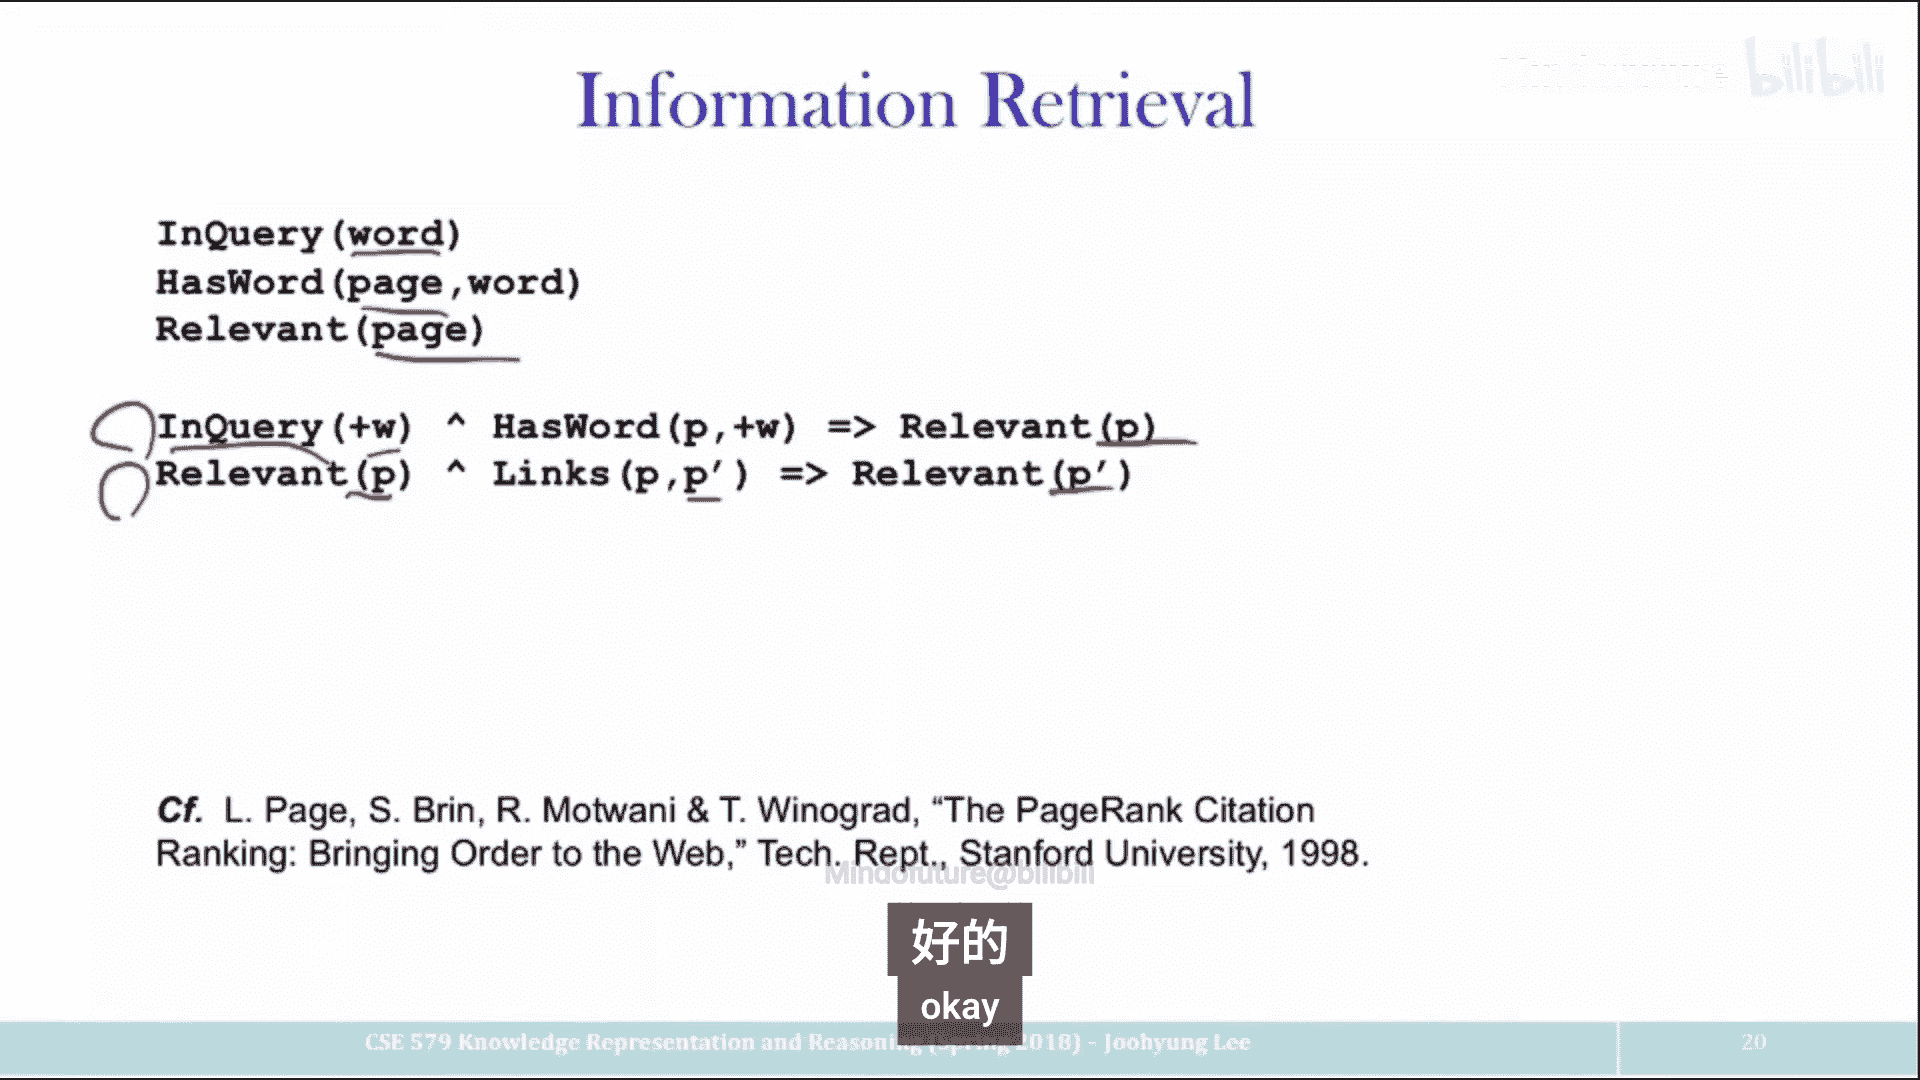 Information Retrieval
bilibili
InQuery(word)
HasWord(page,word)
Relevant(page)
InQuery(+w) ^ HasWord(p,+w) => Relevant(p)
Relevant(p) ^ Links(p,p’) => Relevant(p’)
Cf. L. Page, S. Brin, R. Motwani & T. Winograd, “The PageRank Citation
Ranking: Bringing Order to the Web,” Tech. Rept., Stanford University, 1998.
Mindofuture@bilibili
好的
okay
CSE 579 Knowledge Representation and Reasoning (Spring 2018) - Joohyung Lee
20